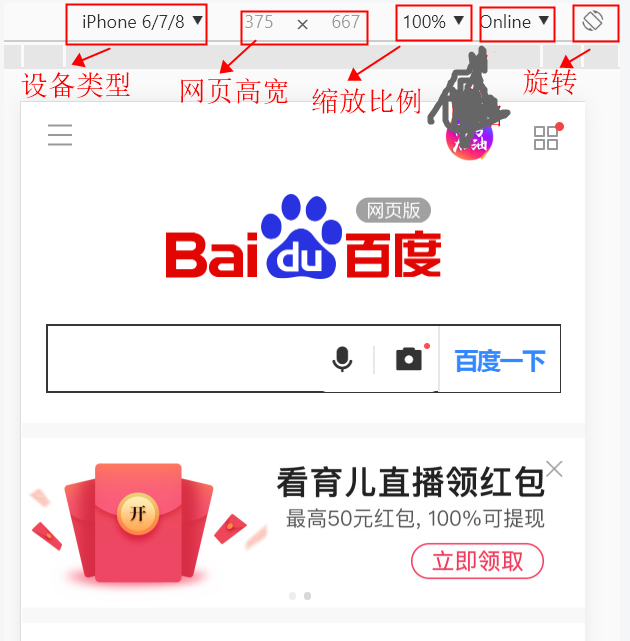 iPhone 6/7/8 ▼ 375 × 667 100% ▼ Online ▼
设备类型 网页高宽 缩放比例 旋转
加油
网页版
Bai du 百度
百度一下
开
看育儿直播领红包
最高50元红包, 100%可提现
立即领取